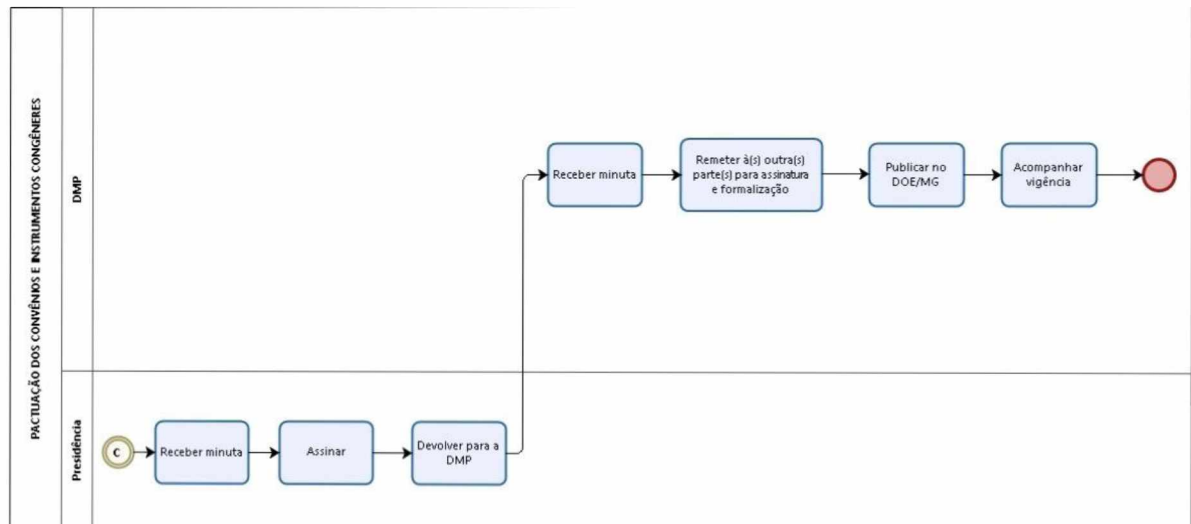 PACTUAÇÃO DOS CONVÊNIOS E INSTRUMENTOS CONGÊNERES
DMP
Receber minuta
Remeter à(s) outra(s)
parte(s) para assinatura
e formalização
Publicar no
DOE/MG
Acompanhar
vigência
Presidência
C
Receber minuta
Assinar
Devolver para a
DMP